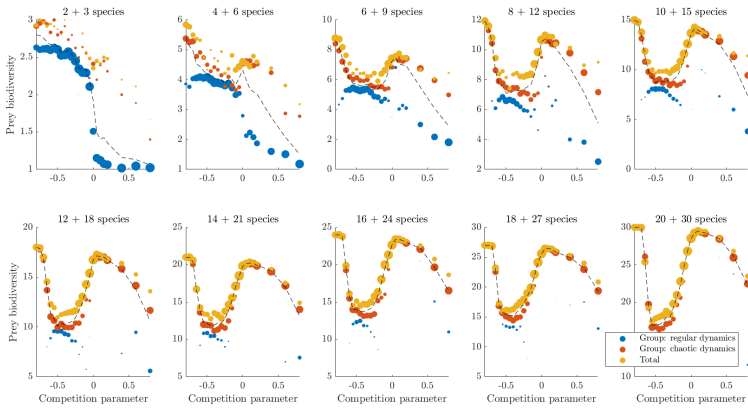 2 + 3 species
4 + 6 species
6 + 9 species
8 + 12 species
10 + 15 species
Prey biodiversity
3
2.5
2
1.5
1
-0.5 0 0.5
6
5
4
3
2
1
-0.5 0 0.5
10
8
6
4
2
0
-0.5 0 0.5
12
10
8
6
4
2
-0.5 0 0.5
15
10
5
0
-0.5 0 0.5
12 + 18 species
14 + 21 species
16 + 24 species
18 + 27 species
20 + 30 species
Prey biodiversity
20
15
10
5
-0.5 0 0.5
Competition parameter
25
20
15
10
5
-0.5 0 0.5
Competition parameter
25
20
15
10
5
-0.5 0 0.5
Competition parameter
30
25
20
15
10
5
-0.5 0 0.5
Competition parameter
30
20
10
-0.5 0 0.5
Competition parameter
Group: regular dynamics
Group: chaotic dynamics
Total